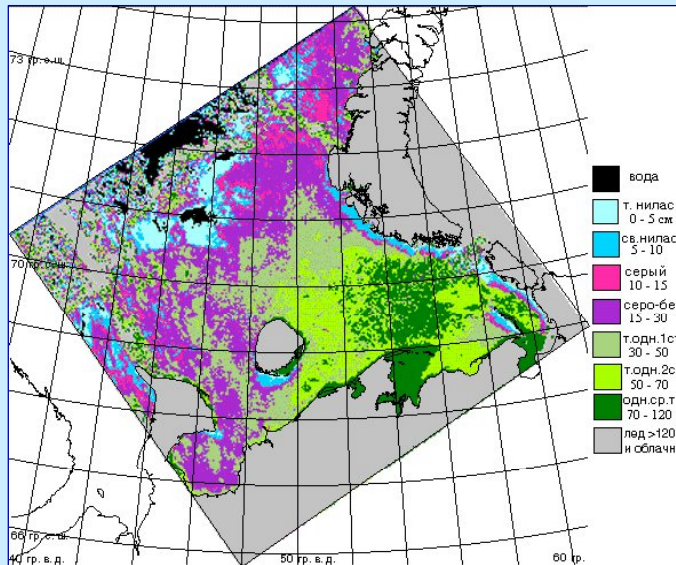 73 гр. с. ш.
70 гр. с. ш.
66 гр. с. ш.
40 гр. в. д.
50 гр. в. д.
60 гр.
вода
т. нилас
0 - 5 см
св.нилас
5 - 10
серый
10 - 15
серо-бе
15 - 30
т.одн.1ст
30 - 50
т.одн.2с
50 - 70
одн.ср.т
70 - 120
лед >120
и облачн